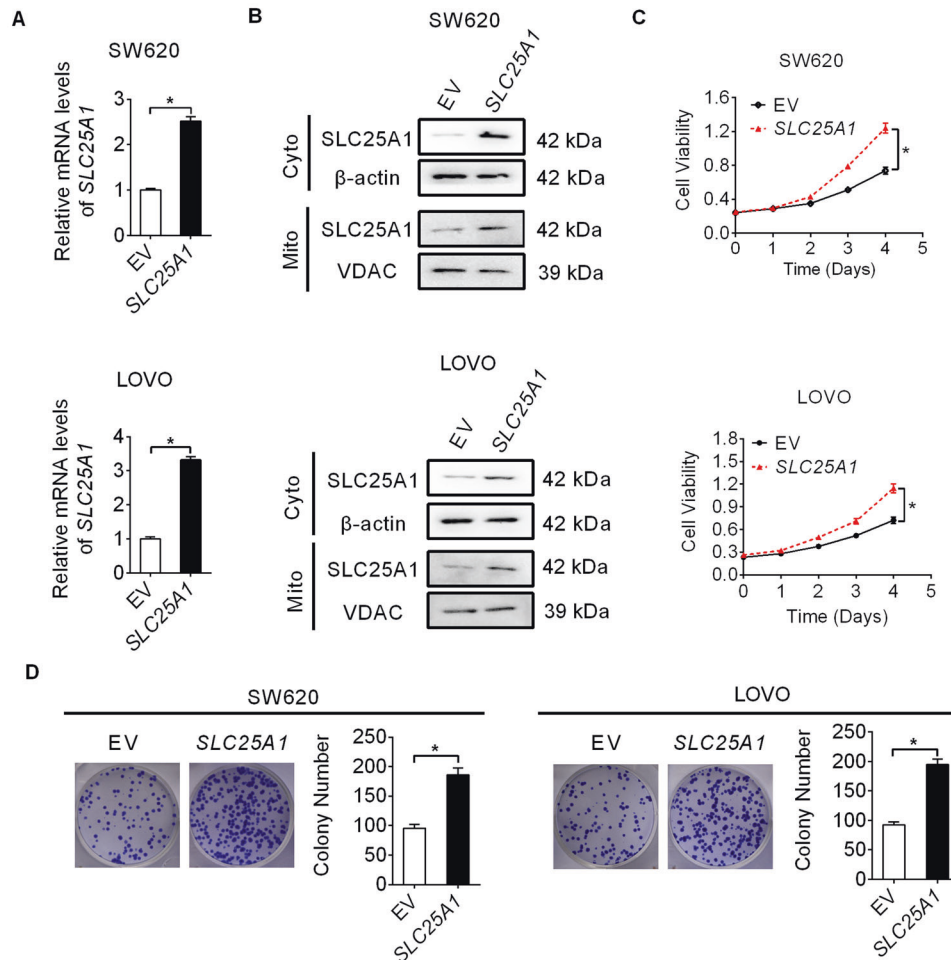 A
SW620
Relative mRNA levels
of SLC25A1
3
2
1
0
*
EV
SLC25A1
B
SW620
EV
SLC25A1
Cyto
SLC25A1
42 kDa
β-actin
42 kDa
Mito
SLC25A1
42 kDa
VDAC
39 kDa
C
SW620
EV
SLC25A1
Cell Viability
1.6
1.2
0.8
0.4
0.0
*
0 1 2 3 4 5
Time (Days)
LOVO
Relative mRNA levels
of SLC25A1
4
3
2
1
0
*
EV
SLC25A1
LOVO
EV
SLC25A1
Cyto
SLC25A1
42 kDa
β-actin
42 kDa
Mito
SLC25A1
42 kDa
VDAC
39 kDa
LOVO
EV
SLC25A1
Cell Viability
1.8
1.5
1.2
0.9
0.6
0.3
0.0
*
0 1 2 3 4 5
Time (Days)
D
SW620
EV
SLC25A1
Colony Number
250
200
150
100
50
0
*
EV
SLC25A1
LOVO
EV
SLC25A1
Colony Number
250
200
150
100
50
0
*
EV
SLC25A1